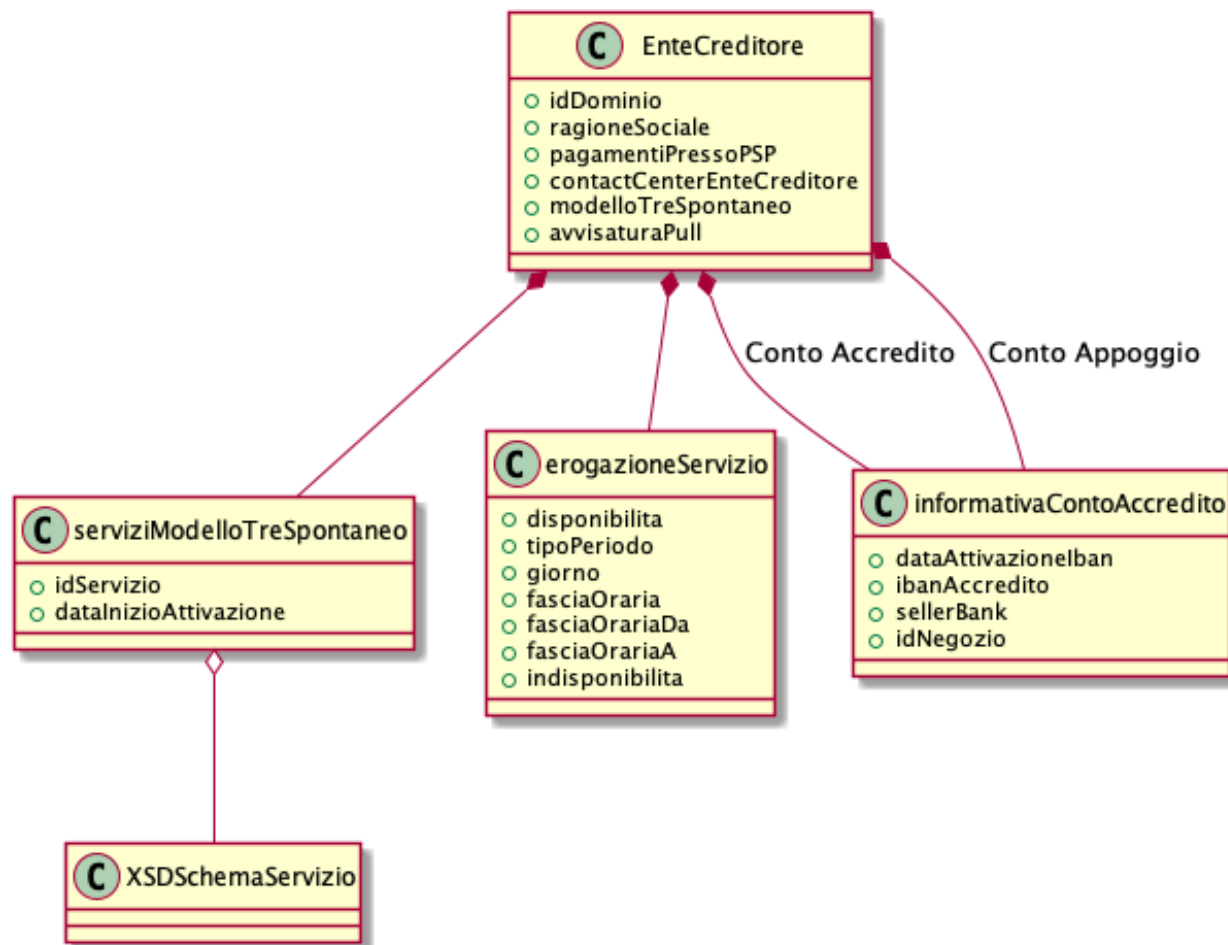 C EnteCreditore
idDominio
ragioneSociale
pagamentiPressoPSP
contactCenterEnteCreditore
modelloTreSpontaneo
avvisaturaPull
Conto Accredito
Conto Appoggio
C serviziModelloTreSpontaneo
idServizio
dataInizioAttivazione
C erogazioneServizio
disponibilita
tipoPeriodo
giorno
fasciaOraria
fasciaOrariaDa
fasciaOrariaA
indisponibilita
C informativaContoAccredito
dataAttivazioneIban
ibanAccredito
sellerBank
idNegozio
C XSDSchemaServizio